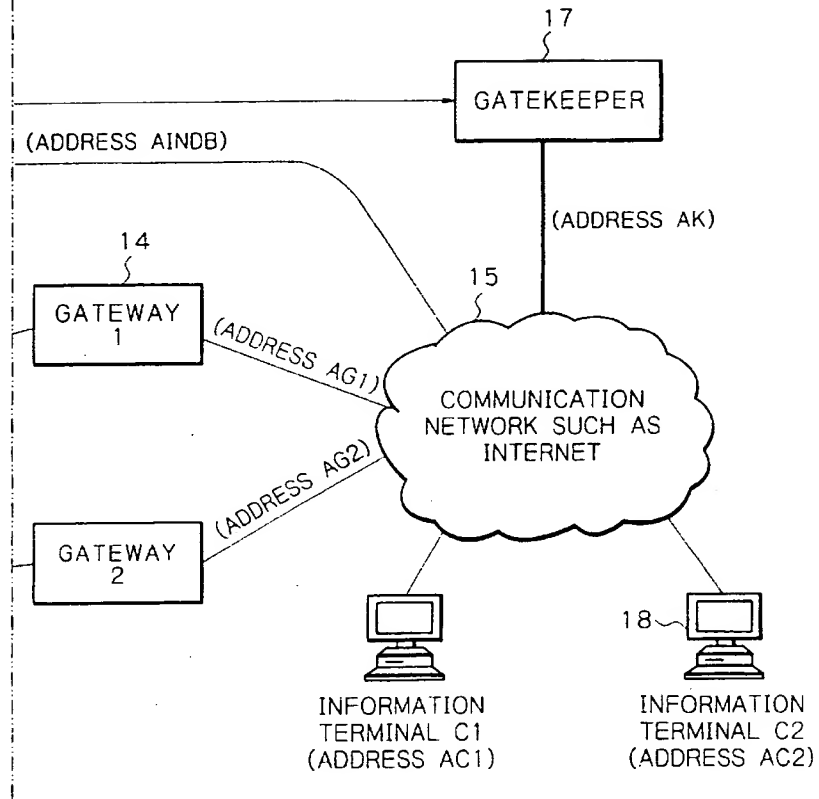 17
GATEKEEPER
(ADDRESS AINDB)
(ADDRESS AK)
14
15
GATEWAY
1
(ADDRESS AG1)
COMMUNICATION
NETWORK SUCH AS
INTERNET
(ADDRESS AG2)
GATEWAY
2
18
INFORMATION
TERMINAL C1
(ADDRESS AC1)
INFORMATION
TERMINAL C2
(ADDRESS AC2)